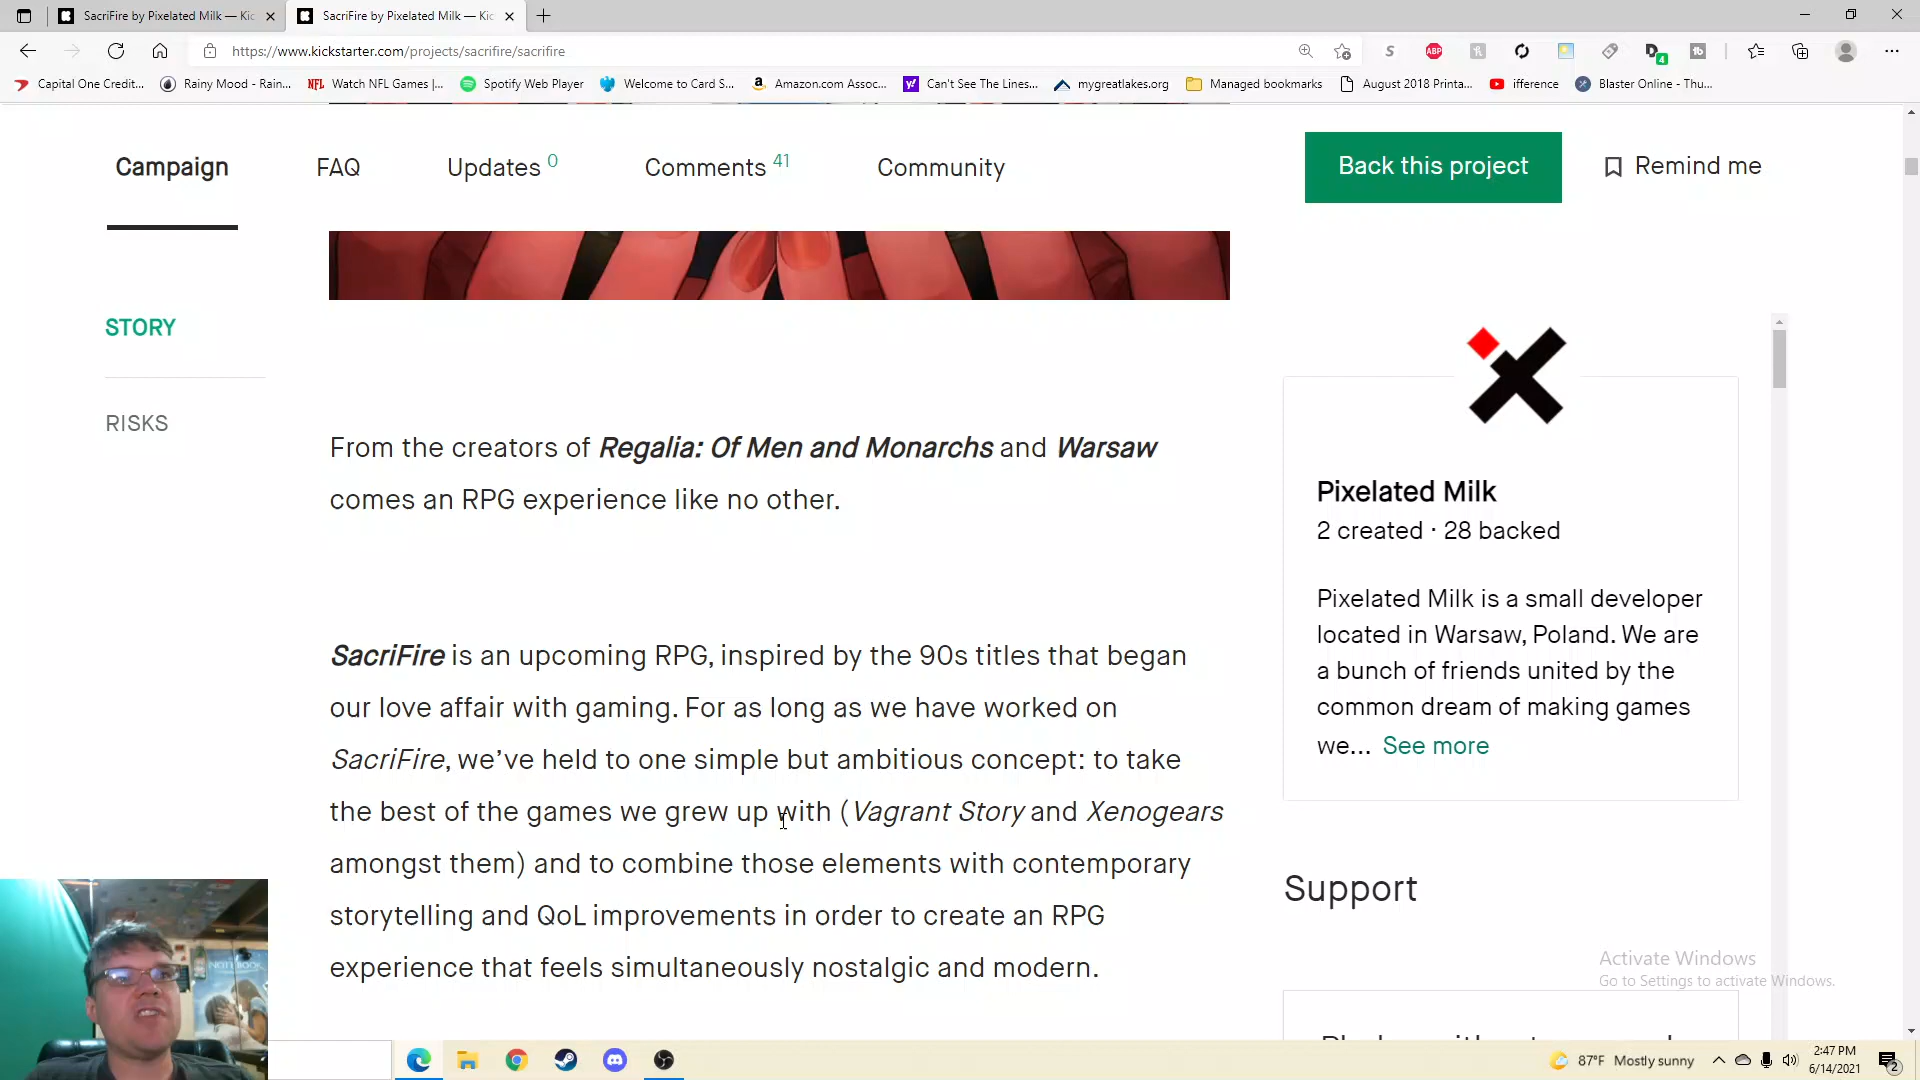 SacriFire by Pixelated Milk — Kic
SacriFire by Pixelated Milk — Kic
https://www.kickstarter.com/projects/sacrifire/sacrifire
ABP
4
Capital One Credit...
Rainy Mood - Rain...
NFL
Watch NFL Games |...
Spotify Web Player
Welcome to Card S...
Amazon.com Assoc...
Can't See The Lines...
mygreatlakes.org
Managed bookmarks
August 2018 Printa...
ifference
Blaster Online - Thu...
Campaign
FAQ
Updates 0
Comments 41
Community
Back this project
Remind me
STORY
RISKS
From the creators of Regalia: Of Men and Monarchs and Warsaw
comes an RPG experience like no other.
SacriFire is an upcoming RPG, inspired by the 90s titles that began
our love affair with gaming. For as long as we have worked on
SacriFire, we’ve held to one simple but ambitious concept: to take
the best of the games we grew up with (Vagrant Story and Xenogears
amongst them) and to combine those elements with contemporary
storytelling and QoL improvements in order to create an RPG
experience that feels simultaneously nostalgic and modern.
Pixelated Milk
2 created · 28 backed
Pixelated Milk is a small developer
located in Warsaw, Poland. We are
a bunch of friends united by the
common dream of making games
we... See more
Support
Activate Windows
Go to Settings to activate Windows.
87°F Mostly sunny
2:47 PM
6/14/2021
2